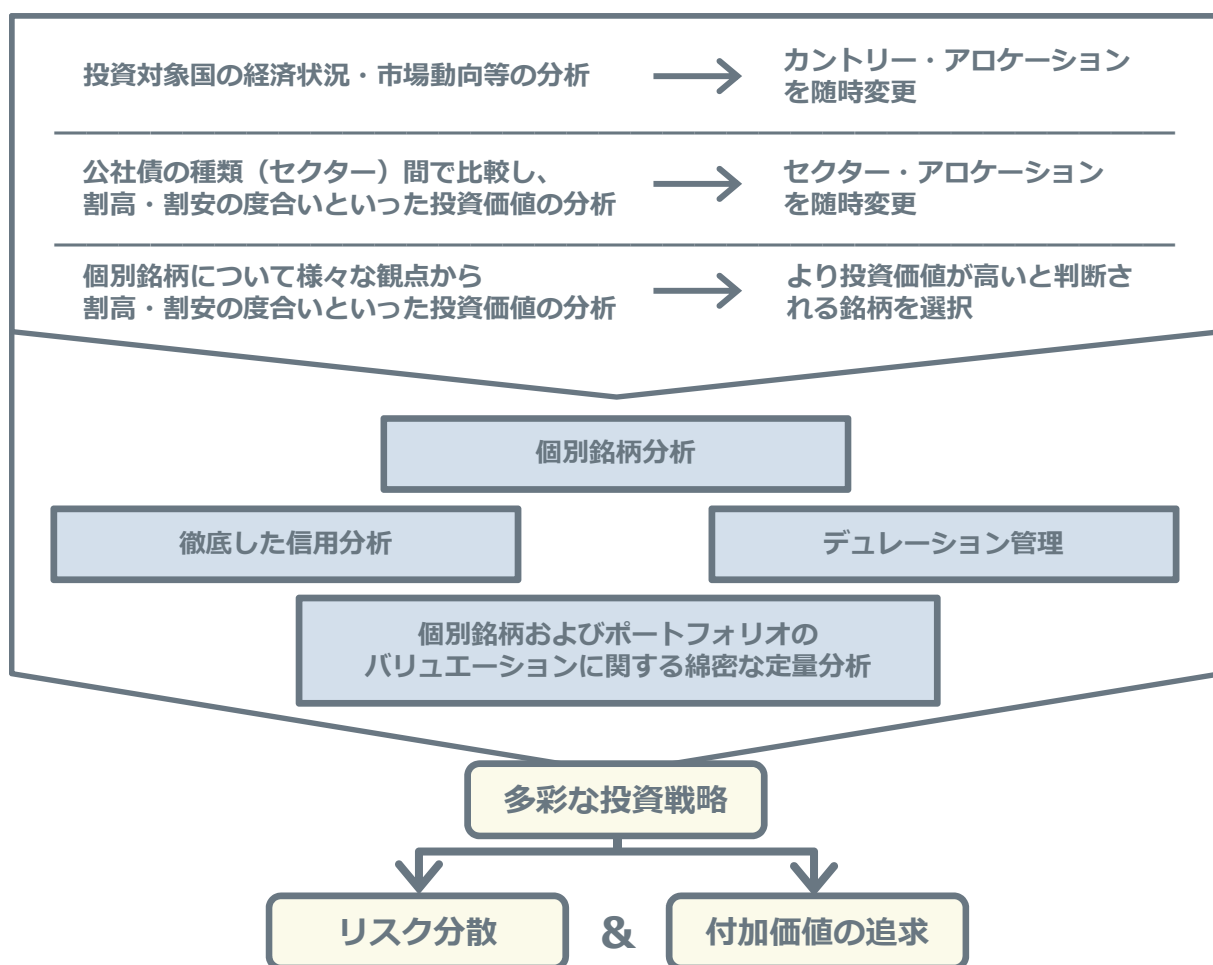 投資対象国の経済状況・市場動向等の分析
カントリー・アロケーション
を随時変更
公社債の種類（セクター）間で比較し、
割高・割安の度合いといった投資価値の分析
セクター・アロケーション
を随時変更
個別銘柄について様々な観点から
割高・割安の度合いといった投資価値の分析
より投資価値が高いと判断さ
れる銘柄を選択
個別銘柄分析
徹底した信用分析
デュレーション管理
個別銘柄およびポートフォリオの
バリュエーションに関する綿密な定量分析
多彩な投資戦略
リスク分散
&
付加価値の追求